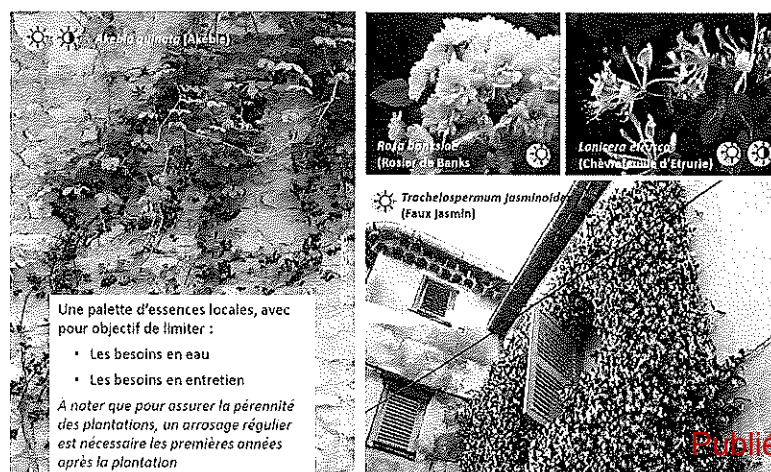 Akebia quinata (Akébie)
Rosa banksiae
(Rosier de Banks
Lonicera etrusca
(Chèvrefeuille d'Etrurie)
Trachelospermum jasminoide
(Faux Jasmin)
Une palette d'essences locales, avec
pour objectif de limiter :
▪ Les besoins en eau
▪ Les besoins en entretien
À noter que pour assurer la pérennité
des plantations, un arrosage régulier
est nécessaire les premières années
après la plantation
Publié